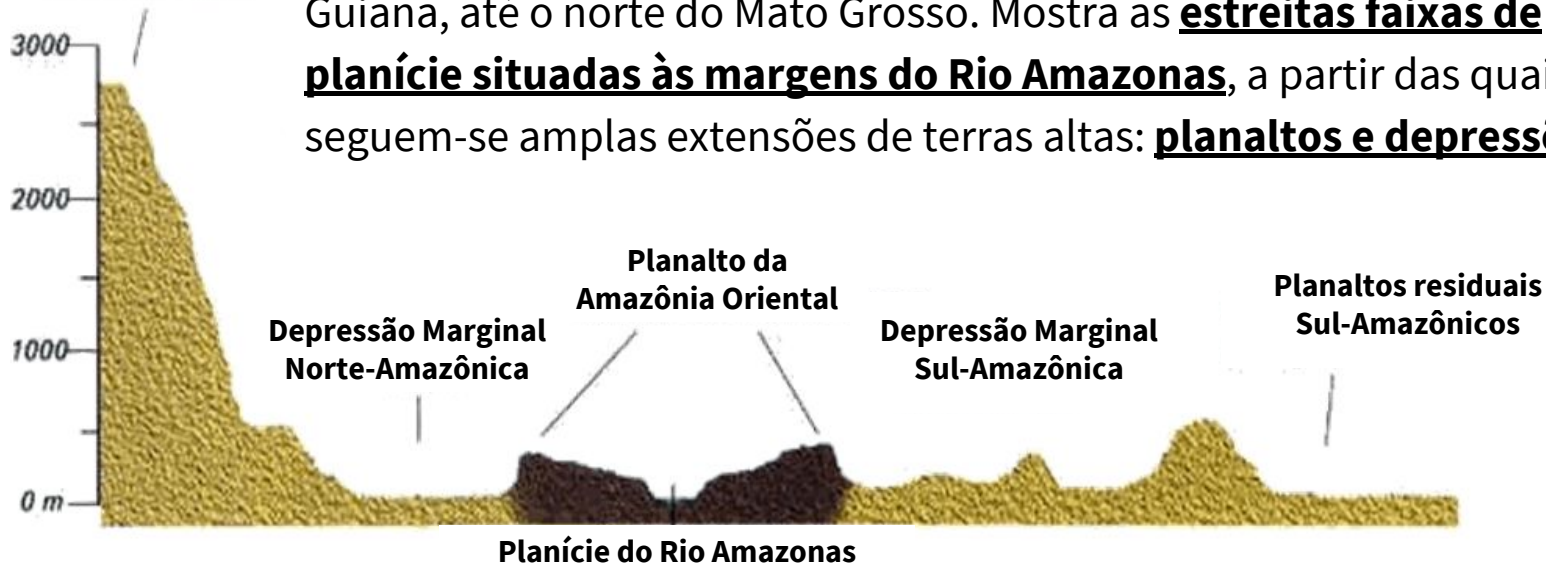 Guiana, até o norte do Mato Grosso. Mostra as estreitas faixas de
planície situadas às margens do Rio Amazonas, a partir das
seguem-se amplas extensões de terras altas: planaltos e
3000
2000
1000
0 m
Planalto da
Amazônia Oriental
Planaltos residuais
Sul-Amazônicos
Depressão Marginal
Norte-Amazônica
Depressão Marginal
Sul-Amazônica
Planície do Rio Amazonas